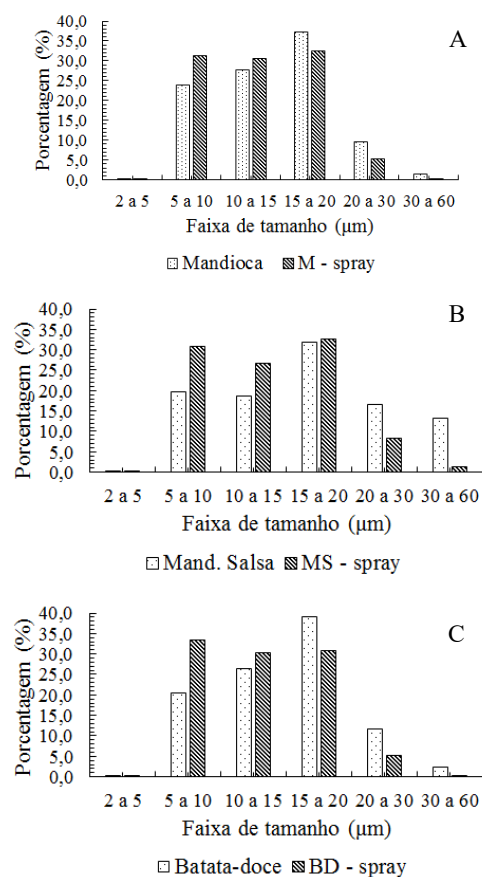 A
Porcentagem (%)
40,0
35,0
30,0
25,0
20,0
15,0
10,0
5,0
0,0
2 a 5 5 a 10 10 a 15 15 a 20 20 a 30 30 a 60
Faixa de tamanho (μm)
Mandioca M - spray
B
Porcentagem (%)
40,0
35,0
30,0
25,0
20,0
15,0
10,0
5,0
0,0
2 a 5 5 a 10 10 a 15 15 a 20 20 a 30 30 a 60
Faixa de tamanho (μm)
Mand. Salsa MS - spray
C
Porcentagem (%)
40,0
35,0
30,0
25,0
20,0
15,0
10,0
5,0
0,0
2 a 5 5 a 10 10 a 15 15 a 20 20 a 30 30 a 60
Faixa de tamanho (μm)
Batata-doce BD - spray